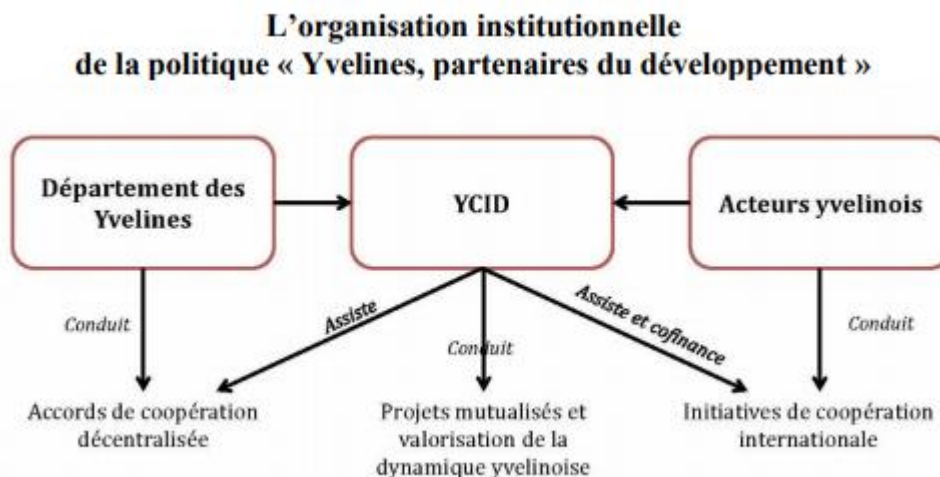 L'organisation institutionnelle
de la politique « Yvelines, partenaires du développement »
Département des
Yvelines
YCID
Acteurs yvelinois
Conduit
Assiste
Conduit
Assiste et cofinance
Conduit
Accords de coopération
décentralisée
Projets mutualisés et
valorisation de la
dynamique yvelinoise
Initiatives de coopération
internationale